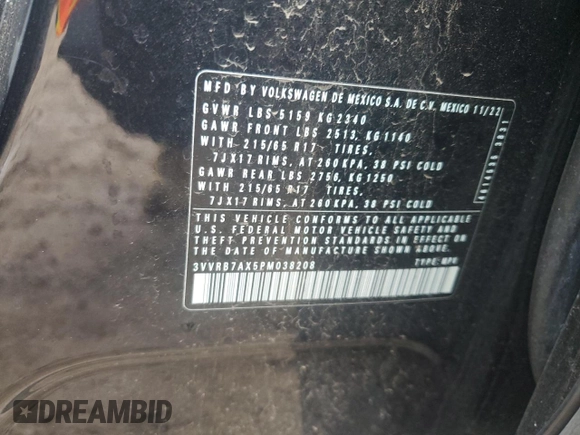 MFD BY VOLKSWAGEN DE MEXICO S.A. DE C.V. MEXICO 11/22
GVWR LBS 5159 KG 2340
GAWR FRONT LBS 2513, KG 1140
WITH 215/65 R17 TIRES,
7JX17 RIMS, AT 260 KPA, 38 PSI COLD
GAWR REAR LBS 2756, KG 1250
WITH 215/65 R17 TIRES,
7JX17 RIMS, AT 260 KPA, 38 PSI COLD
THIS VEHICLE CONFORMS TO ALL APPLICABLE
U.S. FEDERAL MOTOR VEHICLE SAFETY AND
THEFT PREVENTION STANDARDS IN EFFECT ON
THE DATE OF MANUFACTURE SHOWN ABOVE.
3VVRB7AX5PM038208 TYPE: MPV
DREAMBID